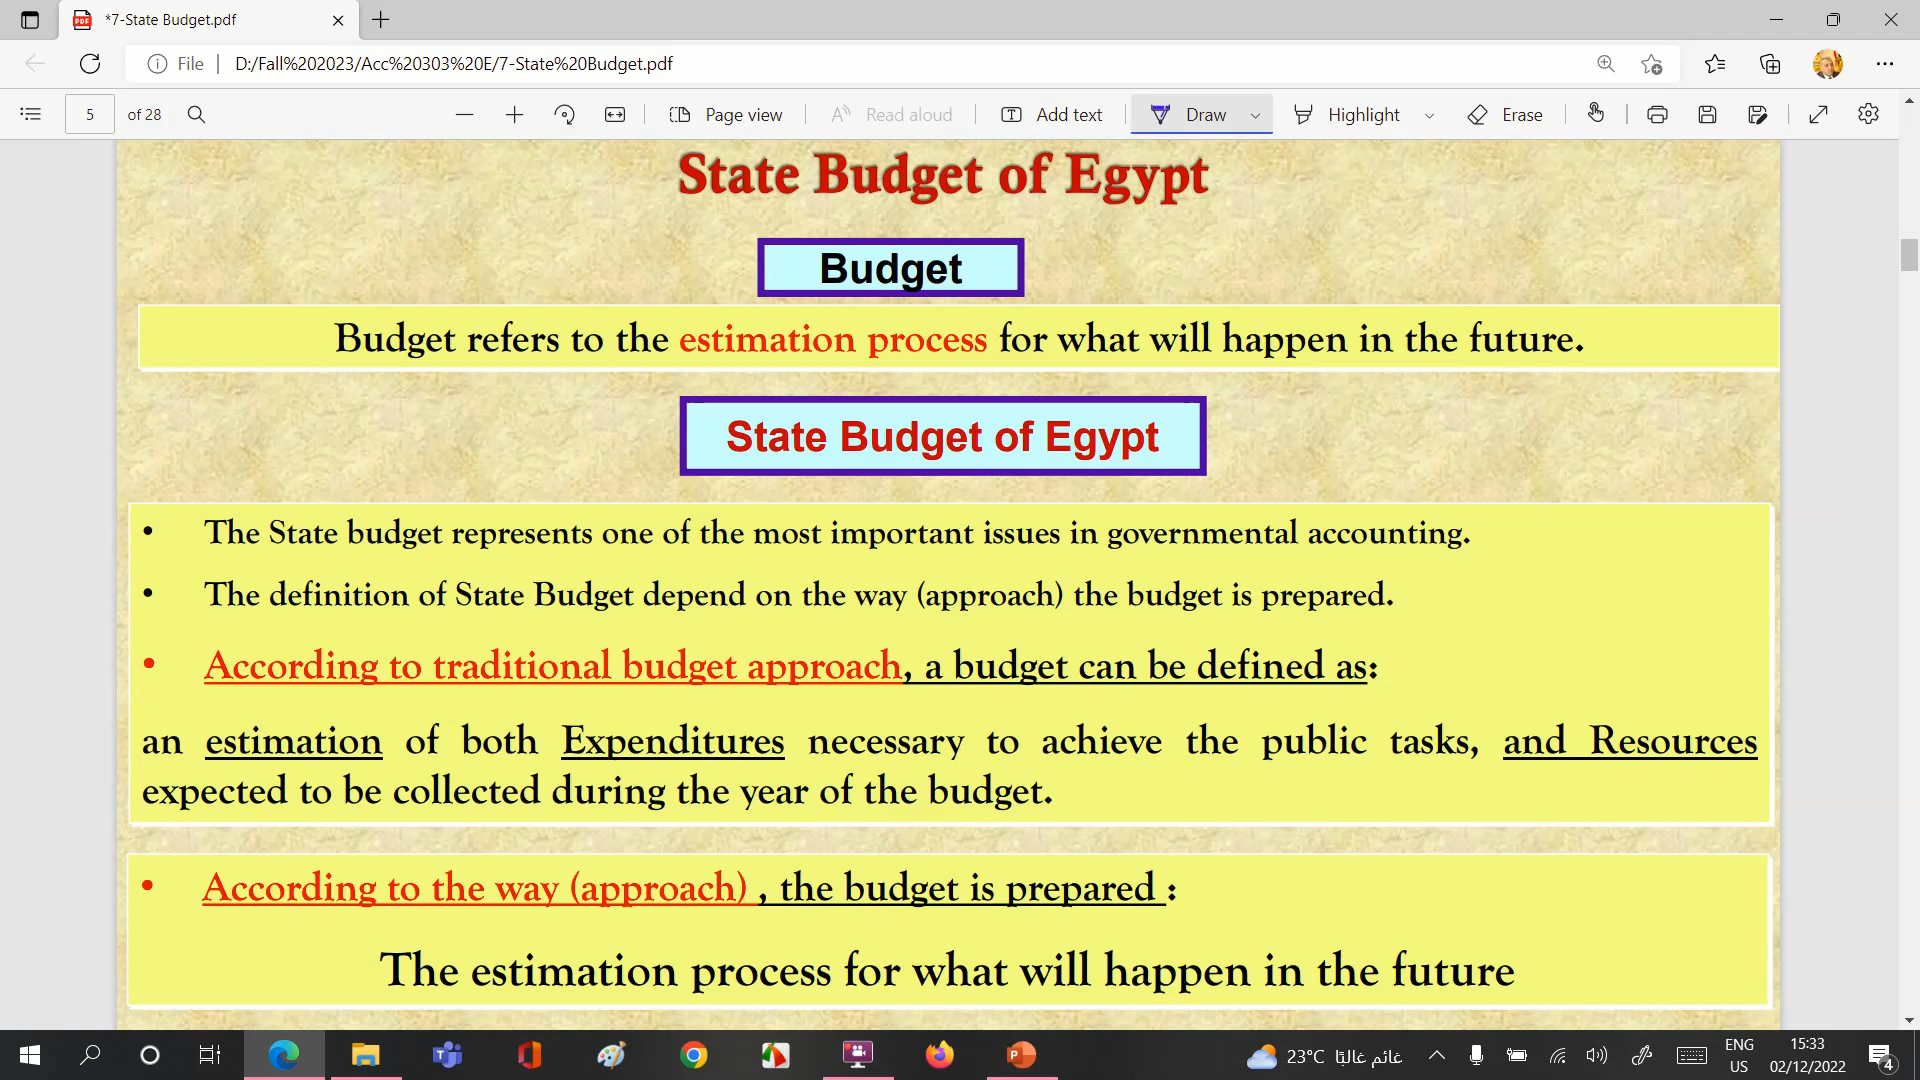 *7-State Budget.pdf
File
D:/Fall%202023/Acc%20303%20E/7-State%20Budget.pdf
5 of 28
Page view
Read aloud
Add text
Draw
Highlight
Erase
State Budget of Egypt
Budget
Budget refers to the estimation process for what will happen in the future.
State Budget of Egypt
• The State budget represents one of the most important issues in governmental accounting.
• The definition of State Budget depend on the way (approach) the budget is prepared.
• According to traditional budget approach, a budget can be defined as:
an estimation of both Expenditures necessary to achieve the public tasks, and Resources
expected to be collected during the year of the budget.
• According to the way (approach) , the budget is prepared :
The estimation process for what will happen in the future
23°C غائم غالبًا
ENG
US
15:33
02/12/2022
4